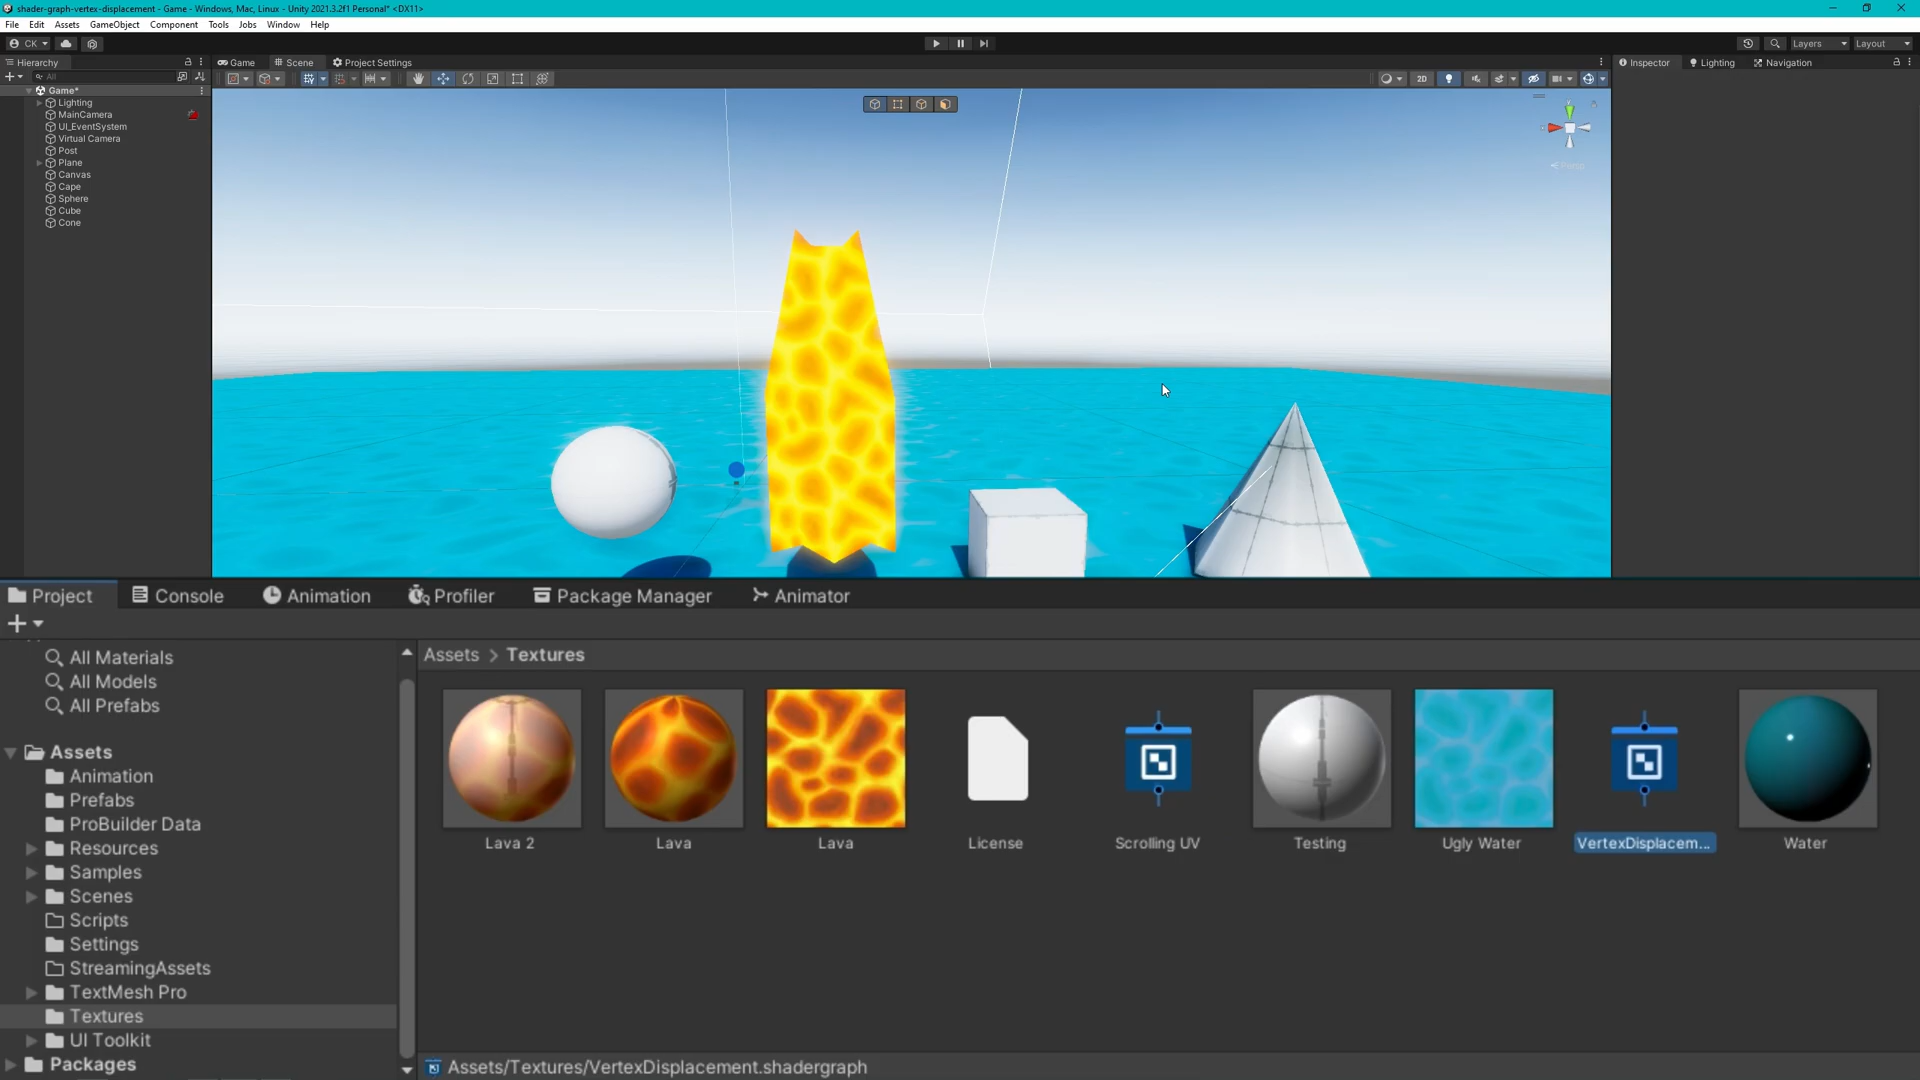 shader-graph-vertex-displacement - Game - Windows, Mac, Linux - Unity 2021.3.2f1 Personal* <DX11>
File Edit Assets GameObject Component Tools Jobs Window Help
CK Layers Layout
Hierarchy Game Scene Project Settings Inspector Lighting Navigation
All 2D
Game*
Lighting
MainCamera
UI_EventSystem
Virtual Camera
Post
Plane
Canvas
Cape
Sphere
Cube
Cone
Persp
Project Console Animation Profiler Package Manager Animator
All Materials
All Models
All Prefabs
Assets
Animation
Prefabs
ProBuilder Data
Resources
Samples
Scenes
Scripts
Settings
StreamingAssets
TextMesh Pro
Textures
UI Toolkit
Packages
Assets > Textures
Lava 2 Lava Lava License Scrolling UV Testing Ugly Water VertexDisplacem... Water
Assets/Textures/VertexDisplacement.shadergraph